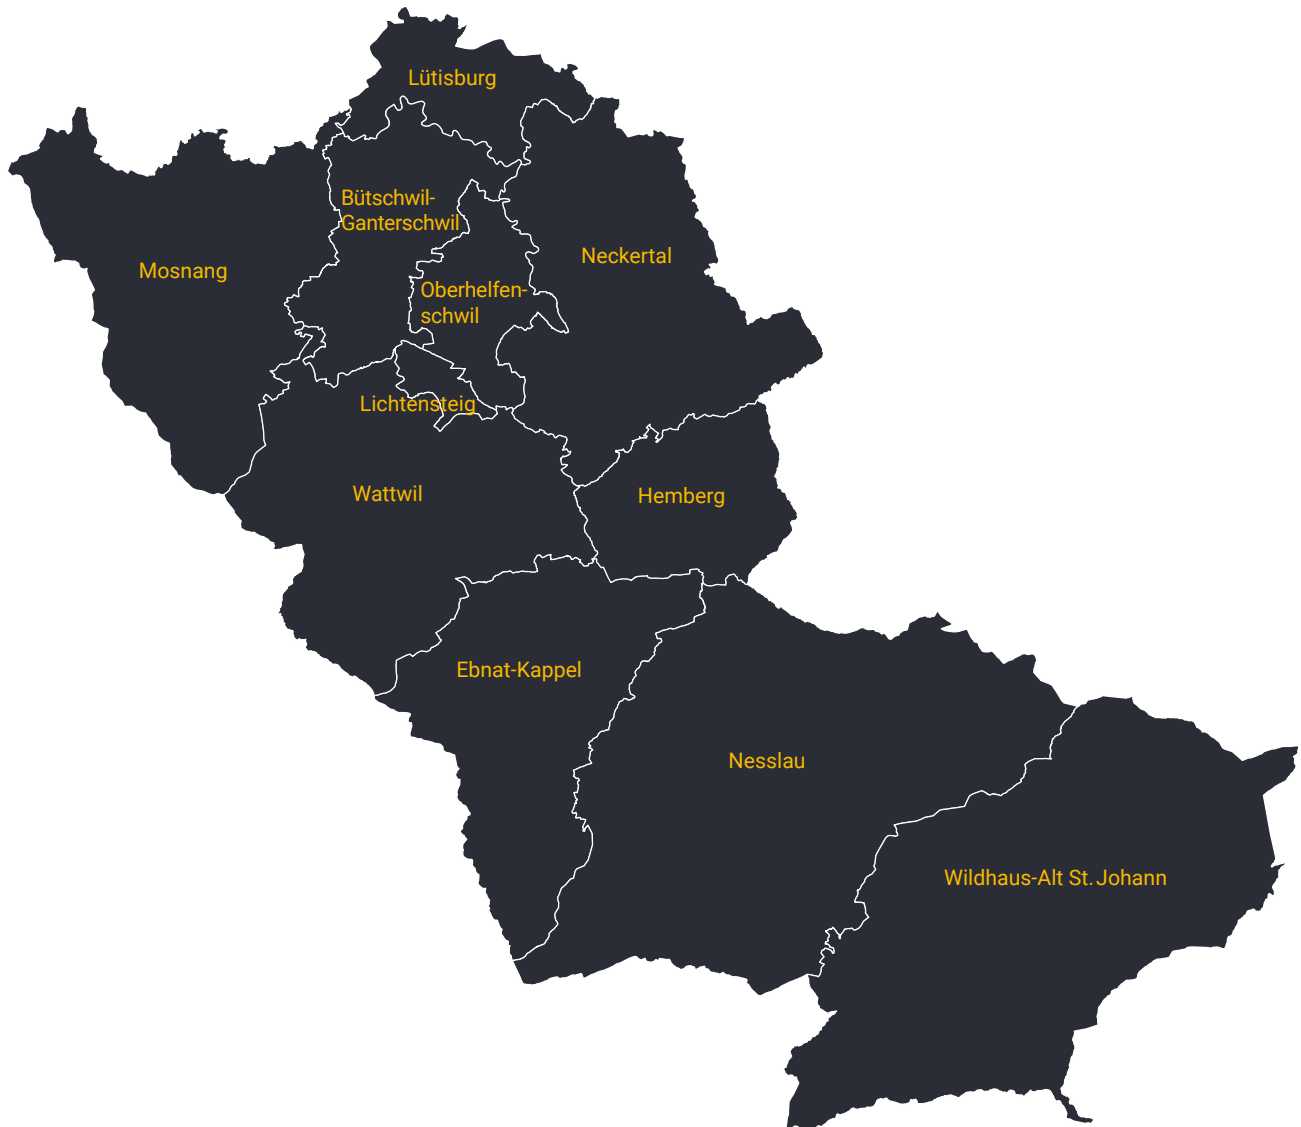 Lütisburg
Bütschwil-
Ganterschwil
Neckertal
Mosnang
Oberhelfen-
schwil
Lichtensteig
Wattwil
Hemberg
Ebnat-Kappel
Nesslau
Wildhaus-Alt St. Johann